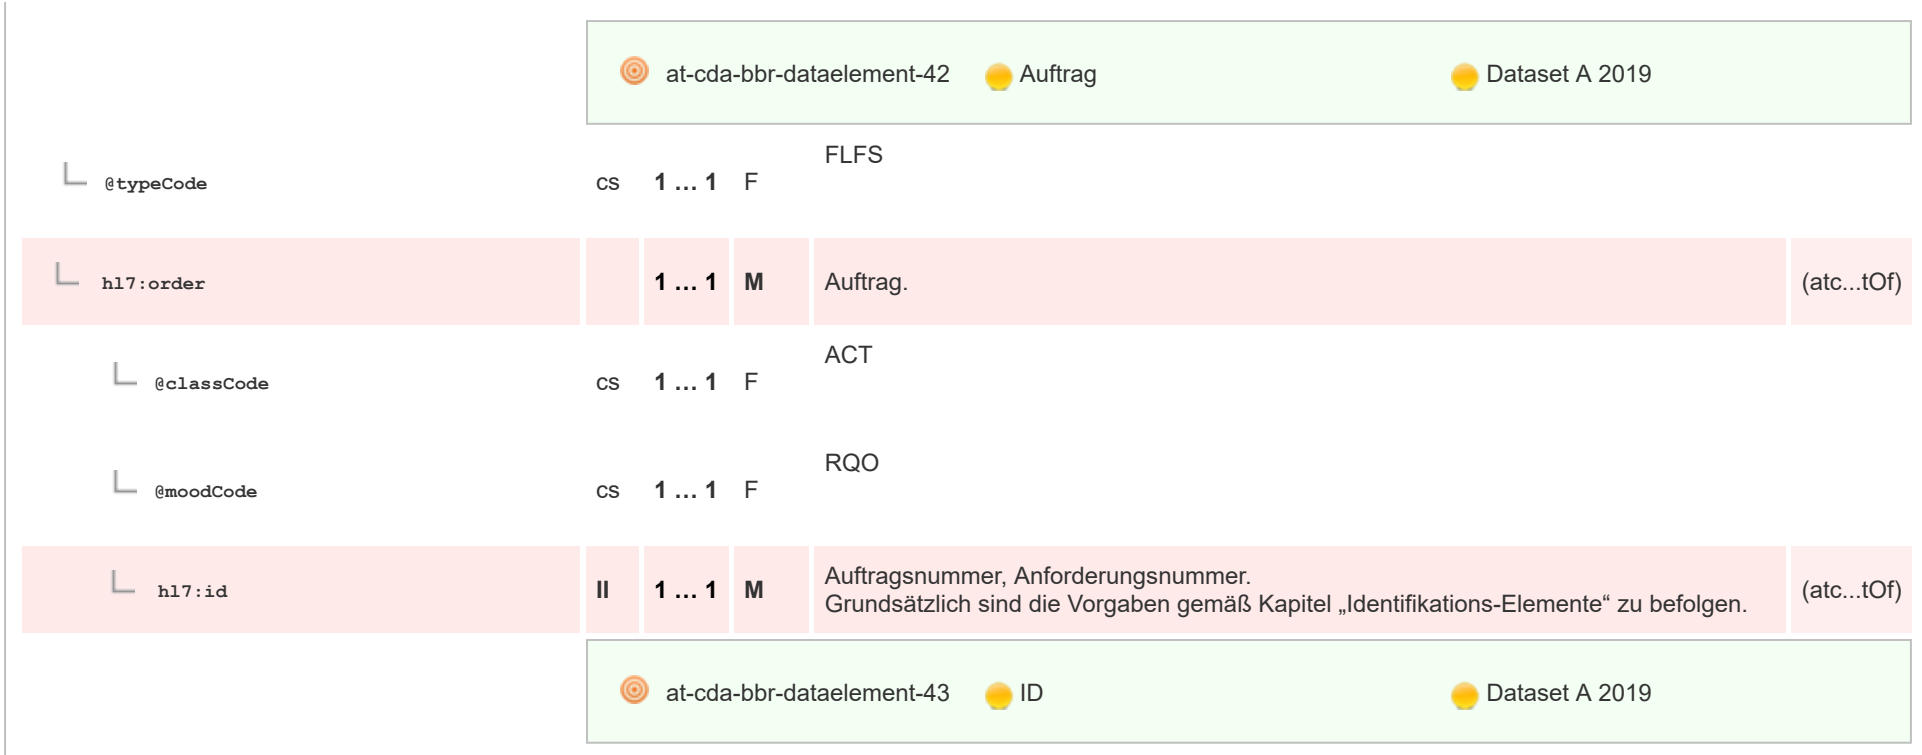 at-cda-bbr-dataelement-42 Auftrag Dataset A 2019
FLFS
@typeCode cs 1 … 1 F
hl7:order 1 … 1 M Auftrag. (atc...tOf)
ACT
@classCode cs 1 … 1 F
RQO
@moodCode cs 1 … 1 F
Auftragsnummer, Anforderungsnummer.
hl7:id II 1 … 1 M (atc...tOf)
Grundsätzlich sind die Vorgaben gemäß Kapitel „Identifikations-Elemente“ zu befolgen.
at-cda-bbr-dataelement-43 ID Dataset A 2019